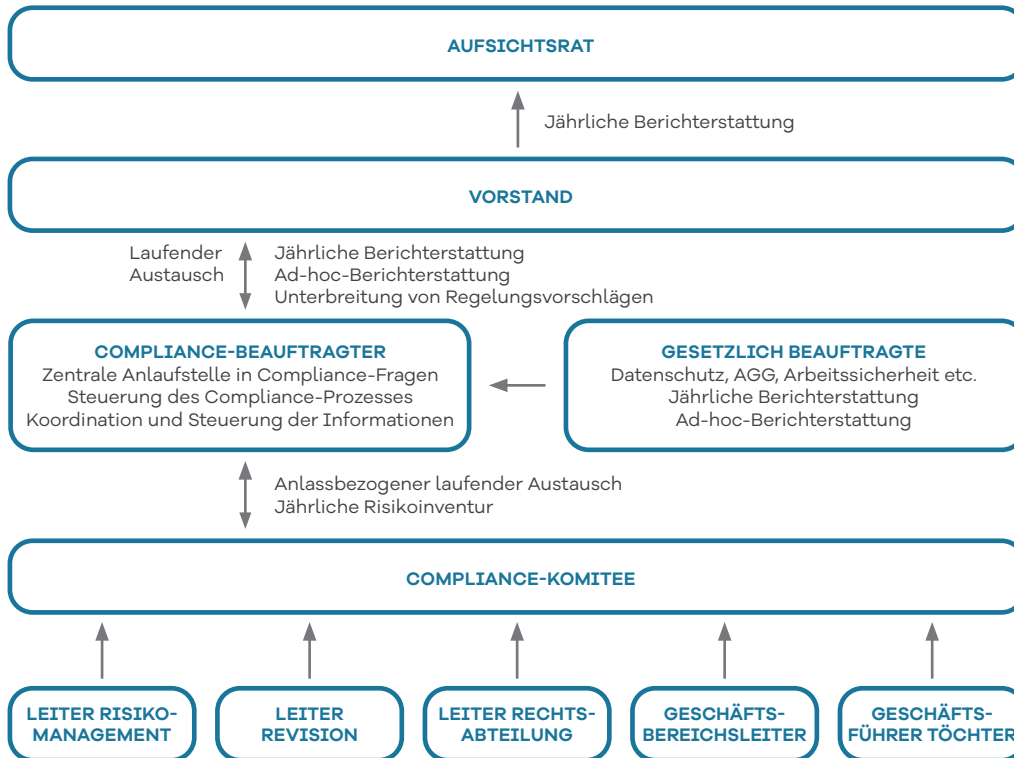 AUFSICHTSRAT
Jährliche Berichterstattung
VORSTAND
Laufender
Austausch
Jährliche Berichterstattung
Ad-hoc-Berichterstattung
Unterbreitung von Regelungsvorschlägen
COMPLIANCE-BEAUFTRAGTER
Zentrale Anlaufstelle in Compliance-Fragen
Steuerung des Compliance-Prozesses
Koordination und Steuerung der Informationen
GESETZLICH BEAUFTRAGTE
Datenschutz, AGG, Arbeitssicherheit etc.
Jährliche Berichterstattung
Ad-hoc-Berichterstattung
Anlassbezogener laufender Austausch
Jährliche Risikoinventur
COMPLIANCE-KOMITEE
LEITER RISIKO-
MANAGEMENT
LEITER
REVISION
LEITER RECHTS-
ABTEILUNG
GESCHÄFTS-
BEREICHSLEITER
GESCHÄFTS-
FÜHRER TÖCHTER